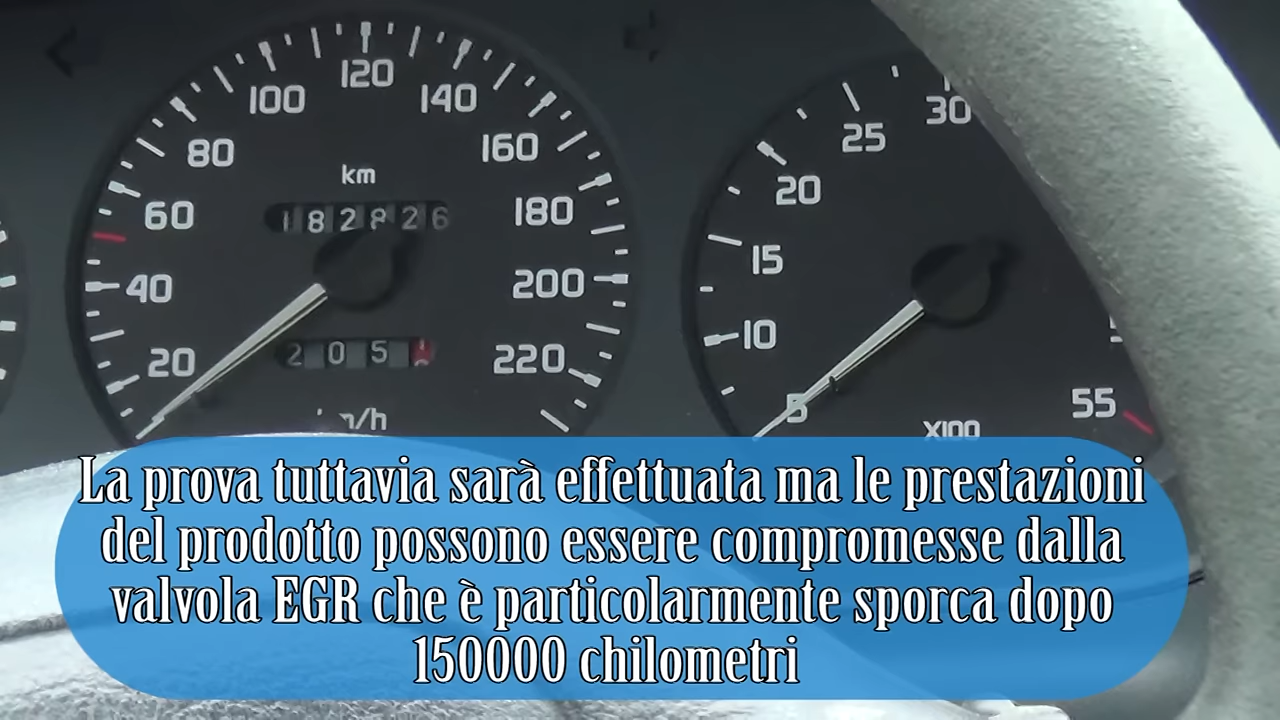 120
100
140
80
160
km
60
182826
180
40
200
20
2051
220
/h
30
25
20
15
10
5
55
X100
La prova tuttavia sarà effettuata ma le prestazioni
del prodotto possono essere compromesse dalla
valvola EGR che è particolarmente sporca dopo
150000 chilometri